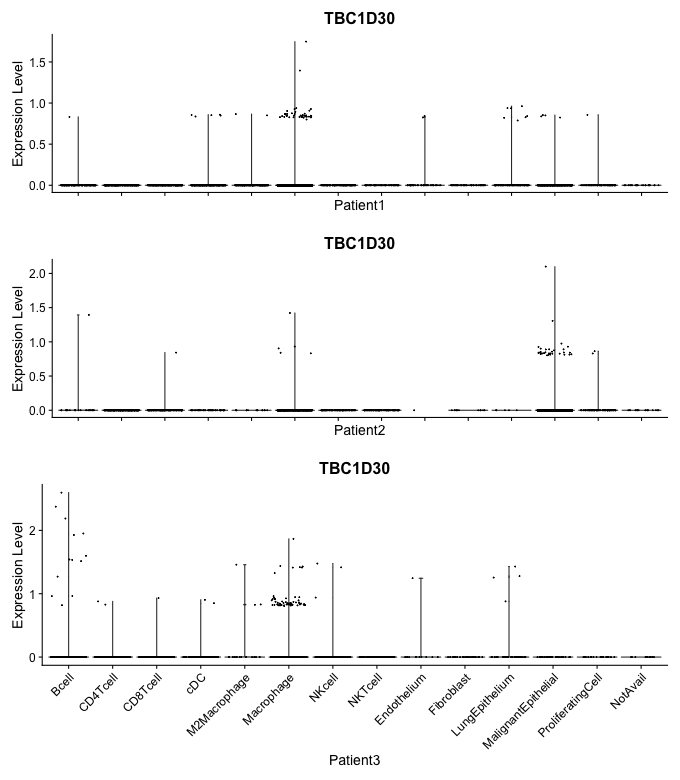 TBC1D30
Expression Level
1.5
1.0
0.5
0.0
Patient1
TBC1D30
Expression Level
2.0
1.5
1.0
0.5
0.0
Patient2
TBC1D30
Expression Level
2
1
0
Bcell
CD4Tcell
CD8Tcell
cDC
M2Macrophage
Macrophage
NKcell
NKTcell
Endothelium
Fibroblast
LungEpithelium
MalignantEpithelial
ProliferatingCell
NotAvail
Patient3